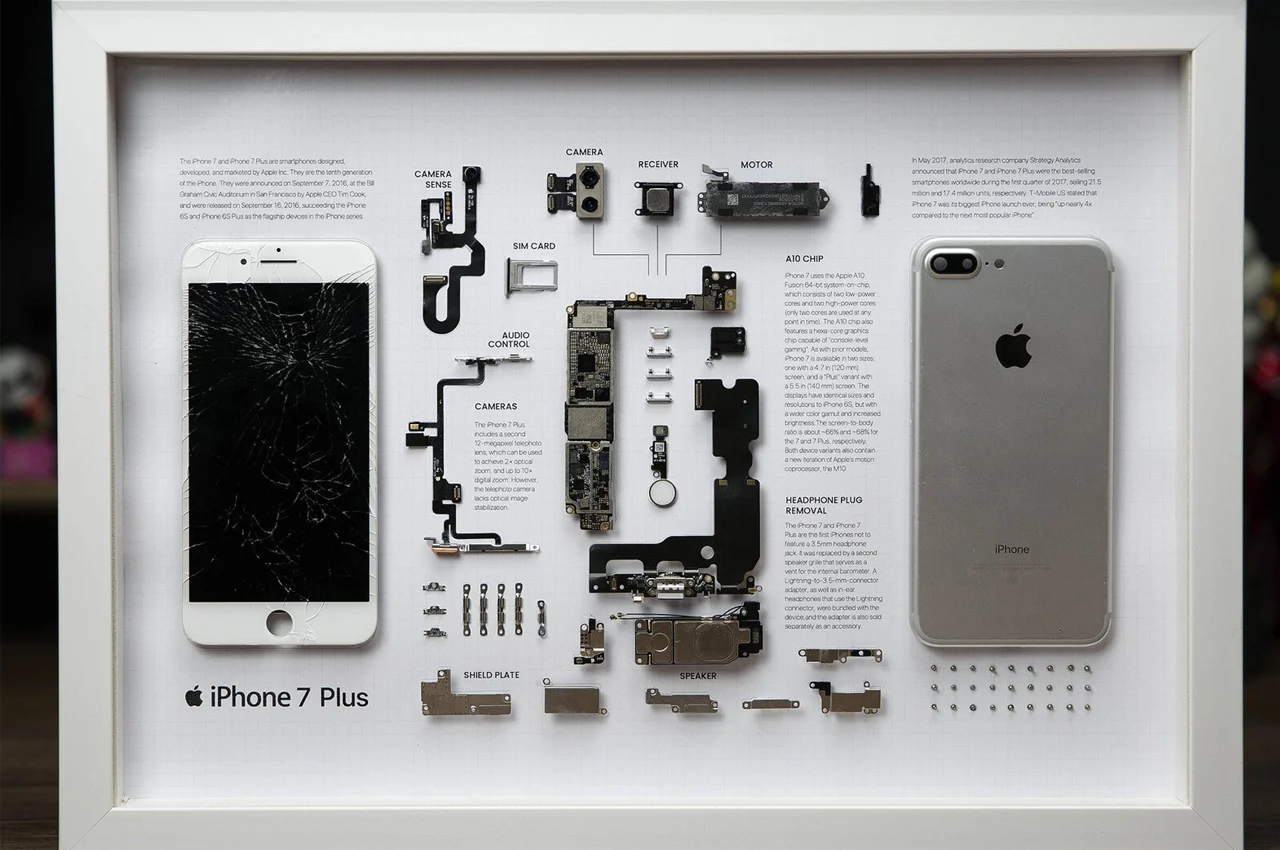 The iPhone 7 and iPhone 7 Plus are smartphones designed,
developed, and marketed by Apple Inc. They are the tenth generation
of the iPhone. They were announced on September 7, 2016, at the Bill
Graham Civic Auditorium in San Francisco by Apple CEO Tim Cook,
and were released on September 16, 2016, succeeding the iPhone
6S and iPhone 6S Plus as the flagship devices in the iPhone series.
CAMERA
SENSE
CAMERA
RECEIVER
MOTOR
In May 2017, analytics research company Strategy Analytics
announced that iPhone 7 and iPhone 7 Plus were the best-selling
smartphones worldwide during the first quarter of 2017, selling 21.5
million and 17.4 million units, respectively. T-Mobile US stated that
iPhone 7 was its biggest iPhone launch ever, being "up nearly 4x
compared to the next most popular iPhone".
SIM CARD
AUDIO
CONTROL
CAMERAS
The iPhone 7 Plus
includes a second
12-megapixel telephoto
lens, which can be used
to achieve 2× optical
zoom, and up to 10×
digital zoom. However,
the telephoto camera
lacks optical image
stabilization.
A10 CHIP
iPhone 7 uses the Apple A10
Fusion 64-bit system-on-chip,
which consists of two low-power
cores and two high-power cores
(only two cores are used at any
point in time). The A10 chip also
features a hexa-core graphics
chip capable of "console-level
gaming". As with prior models,
iPhone 7 is available in two sizes:
one with a 4.7 in (120 mm)
screen, and a "Plus" variant with
a 5.5 in (140 mm) screen. The
displays have identical sizes and
resolutions to iPhone 6S, but with
a wider color gamut and increased
brightness. The screen-to-body
ratio is about ~66% and ~68% for
the 7 and 7 Plus, respectively.
Both device variants also contain
a new iteration of Apple's motion
coprocessor, the M10.
HEADPHONE PLUG
REMOVAL
The iPhone 7 and iPhone 7
Plus are the first iPhones not to
feature a 3.5mm headphone
jack. It was replaced by a second
speaker grille that serves as a
vent for the internal barometer. A
Lightning-to-3.5-mm-connector
adapter, as well as in-ear
headphones that use the Lightning
connector, were bundled with the
device, and the adapter is also sold
separately as an accessory.
iPhone
SHIELD PLATE
SPEAKER
iPhone 7 Plus